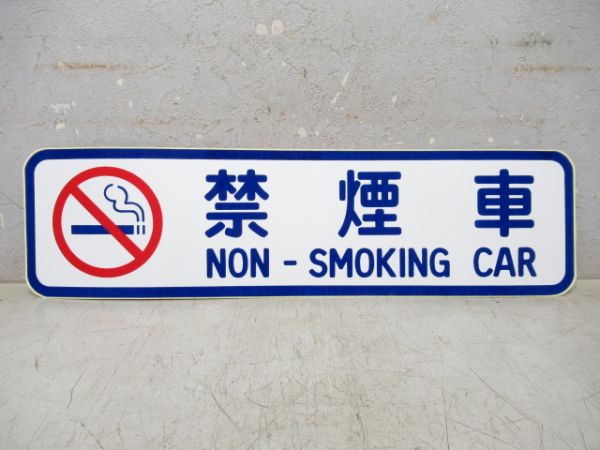 禁煙車
NON - SMOKING CAR